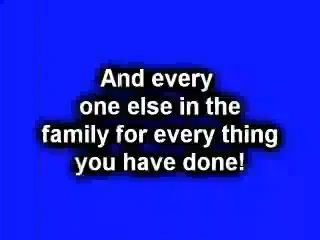 And every
one else in the
family for every thing
you have done!